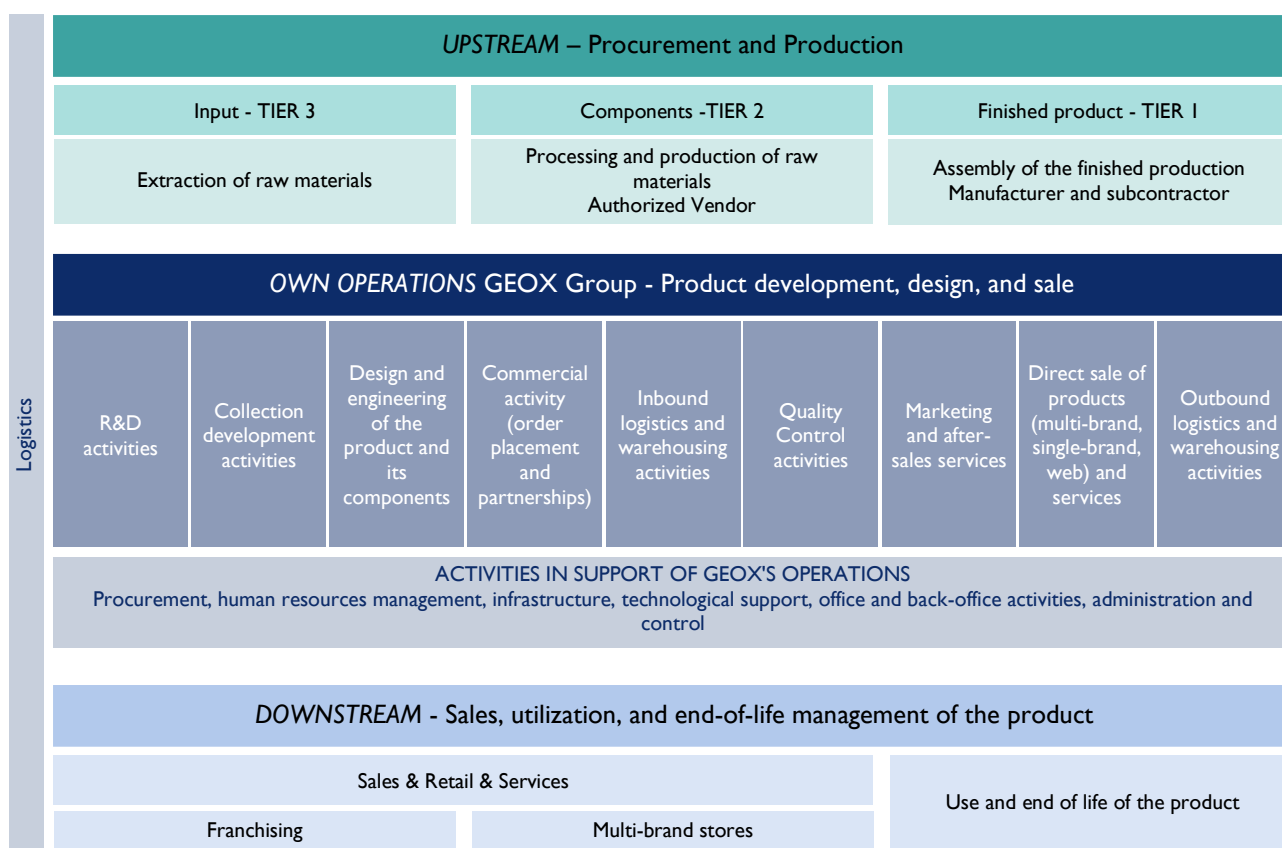 UPSTREAM – Procurement and Production
Input - TIER 3
Components -TIER 2
Finished product - TIER 1
Extraction of raw materials
Processing and production of raw
materials
Authorized Vendor
Assembly of the finished production
Manufacturer and subcontractor
Logistics
OWN OPERATIONS GEOX Group - Product development, design, and sale
R&D
activities
Collection
development
activities
Design and
engineering
of the
product and
its
components
Commercial
activity
(order
placement
and
partnerships)
Inbound
logistics and
warehousing
activities
Quality
Control
activities
Marketing
and after-
sales services
Direct sale of
products
(multi-brand,
single-brand,
web) and
services
Outbound
logistics and
warehousing
activities
ACTIVITIES IN SUPPORT OF GEOX'S OPERATIONS
Procurement, human resources management, infrastructure, technological support, office and back-office activities, administration and
control
DOWNSTREAM - Sales, utilization, and end-of-life management of the product
Sales & Retail & Services
Franchising
Multi-brand stores
Use and end of life of the product